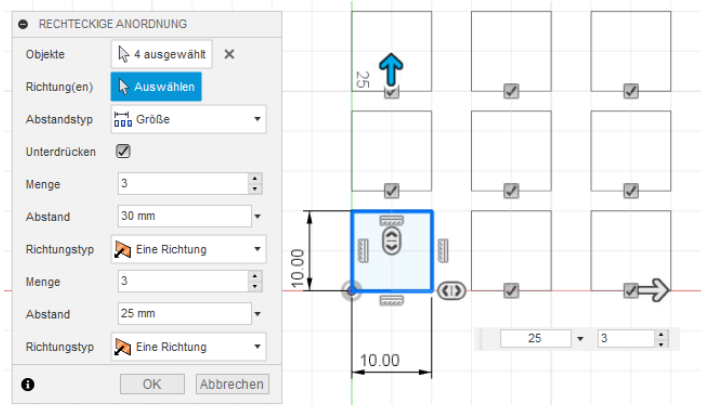 RECHTECKIGE ANORDNUNG
Objekte 4 ausgewählt
Richtung(en) Auswählen
Abstandstyp Größe
Unterdrücken
Menge 3
Abstand 30 mm
Richtungstyp Eine Richtung
Menge 3
Abstand 25 mm
Richtungstyp Eine Richtung
OK Abbrechen
25
10.00
10.00
25 3